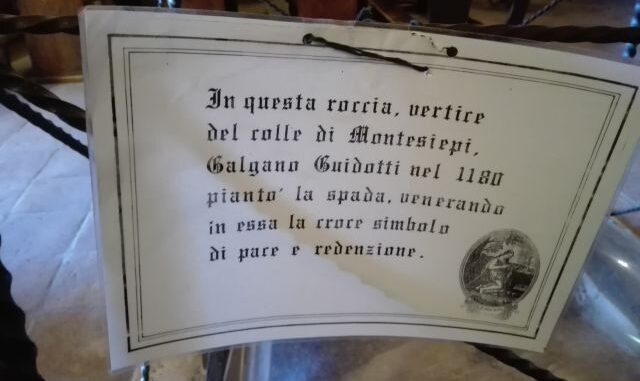 In questa roccia, vertice
del colle di Montesiepi,
Galgano Guidotti nel 1180
pianto' la spada, venerando
in essa la croce simbolo
di pace e redenzione.